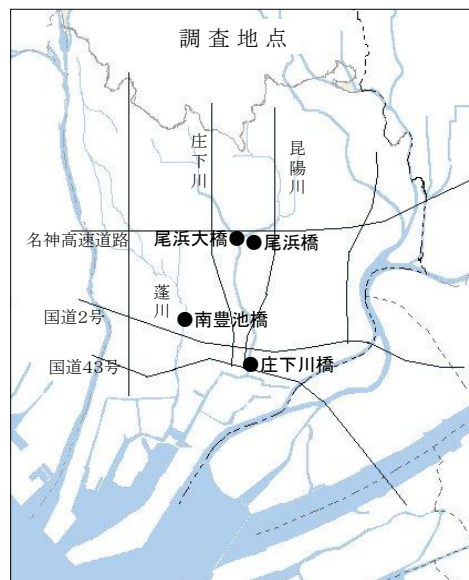 調査地点
庄下川
昆陽川
名神高速道路
尾浜大橋
尾浜橋
蓬川
国道2号
南豊池橋
国道43号
庄下川橋